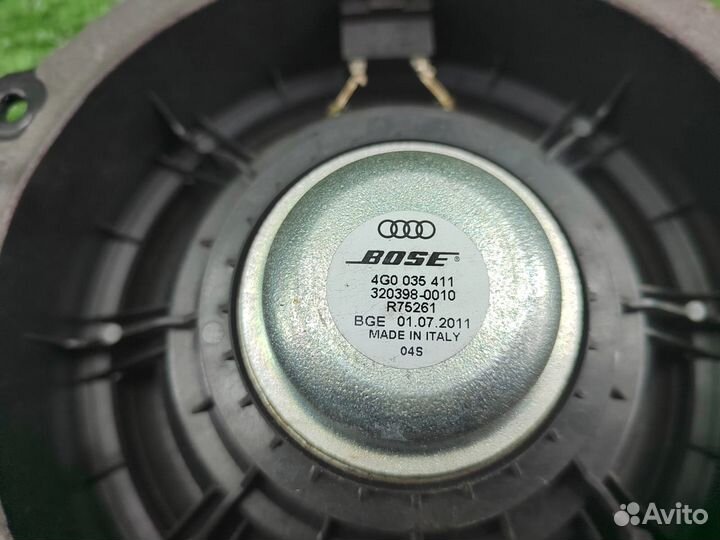 BOSE®
4G0 035 411
320398-0010
R75261
BGE 01.07.2011
MADE IN ITALY
04S
Avito